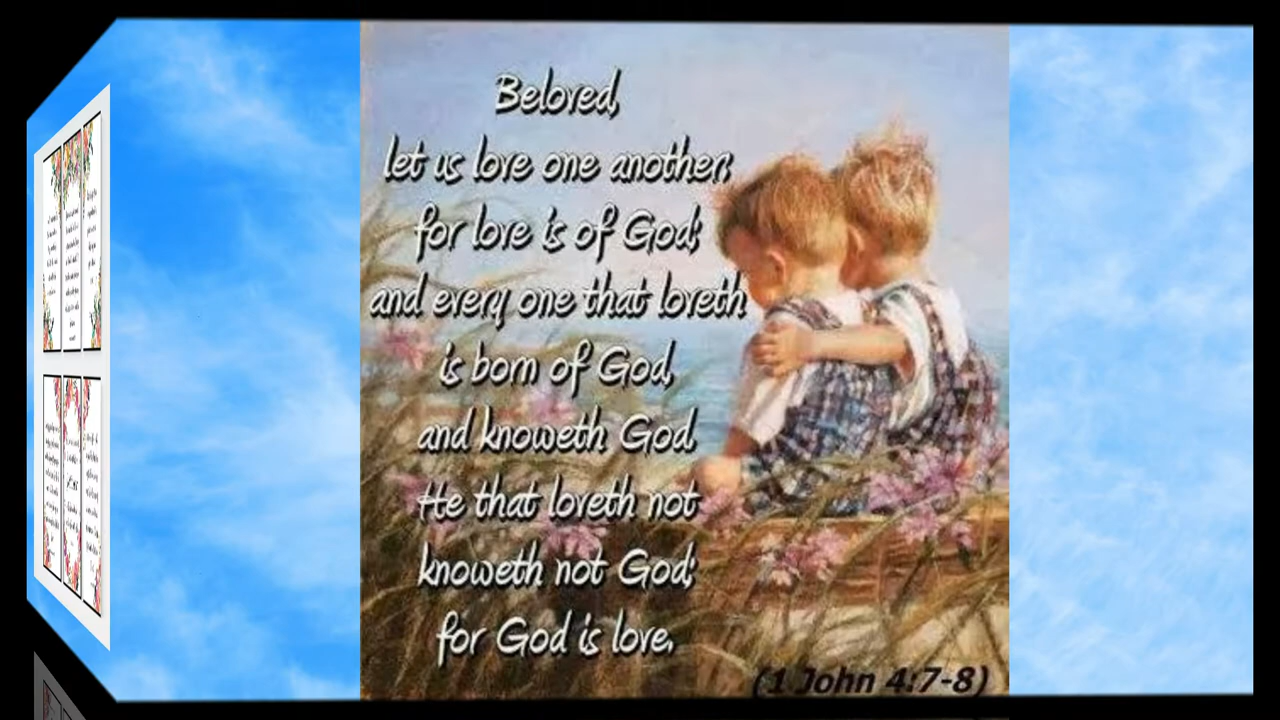 Beloved,
let us love one another;
for love is of God;
and every one that loveth
is born of God,
and knoweth God
He that loveth not
knoweth not God;
for God is love.
(1 John 4:7-8)